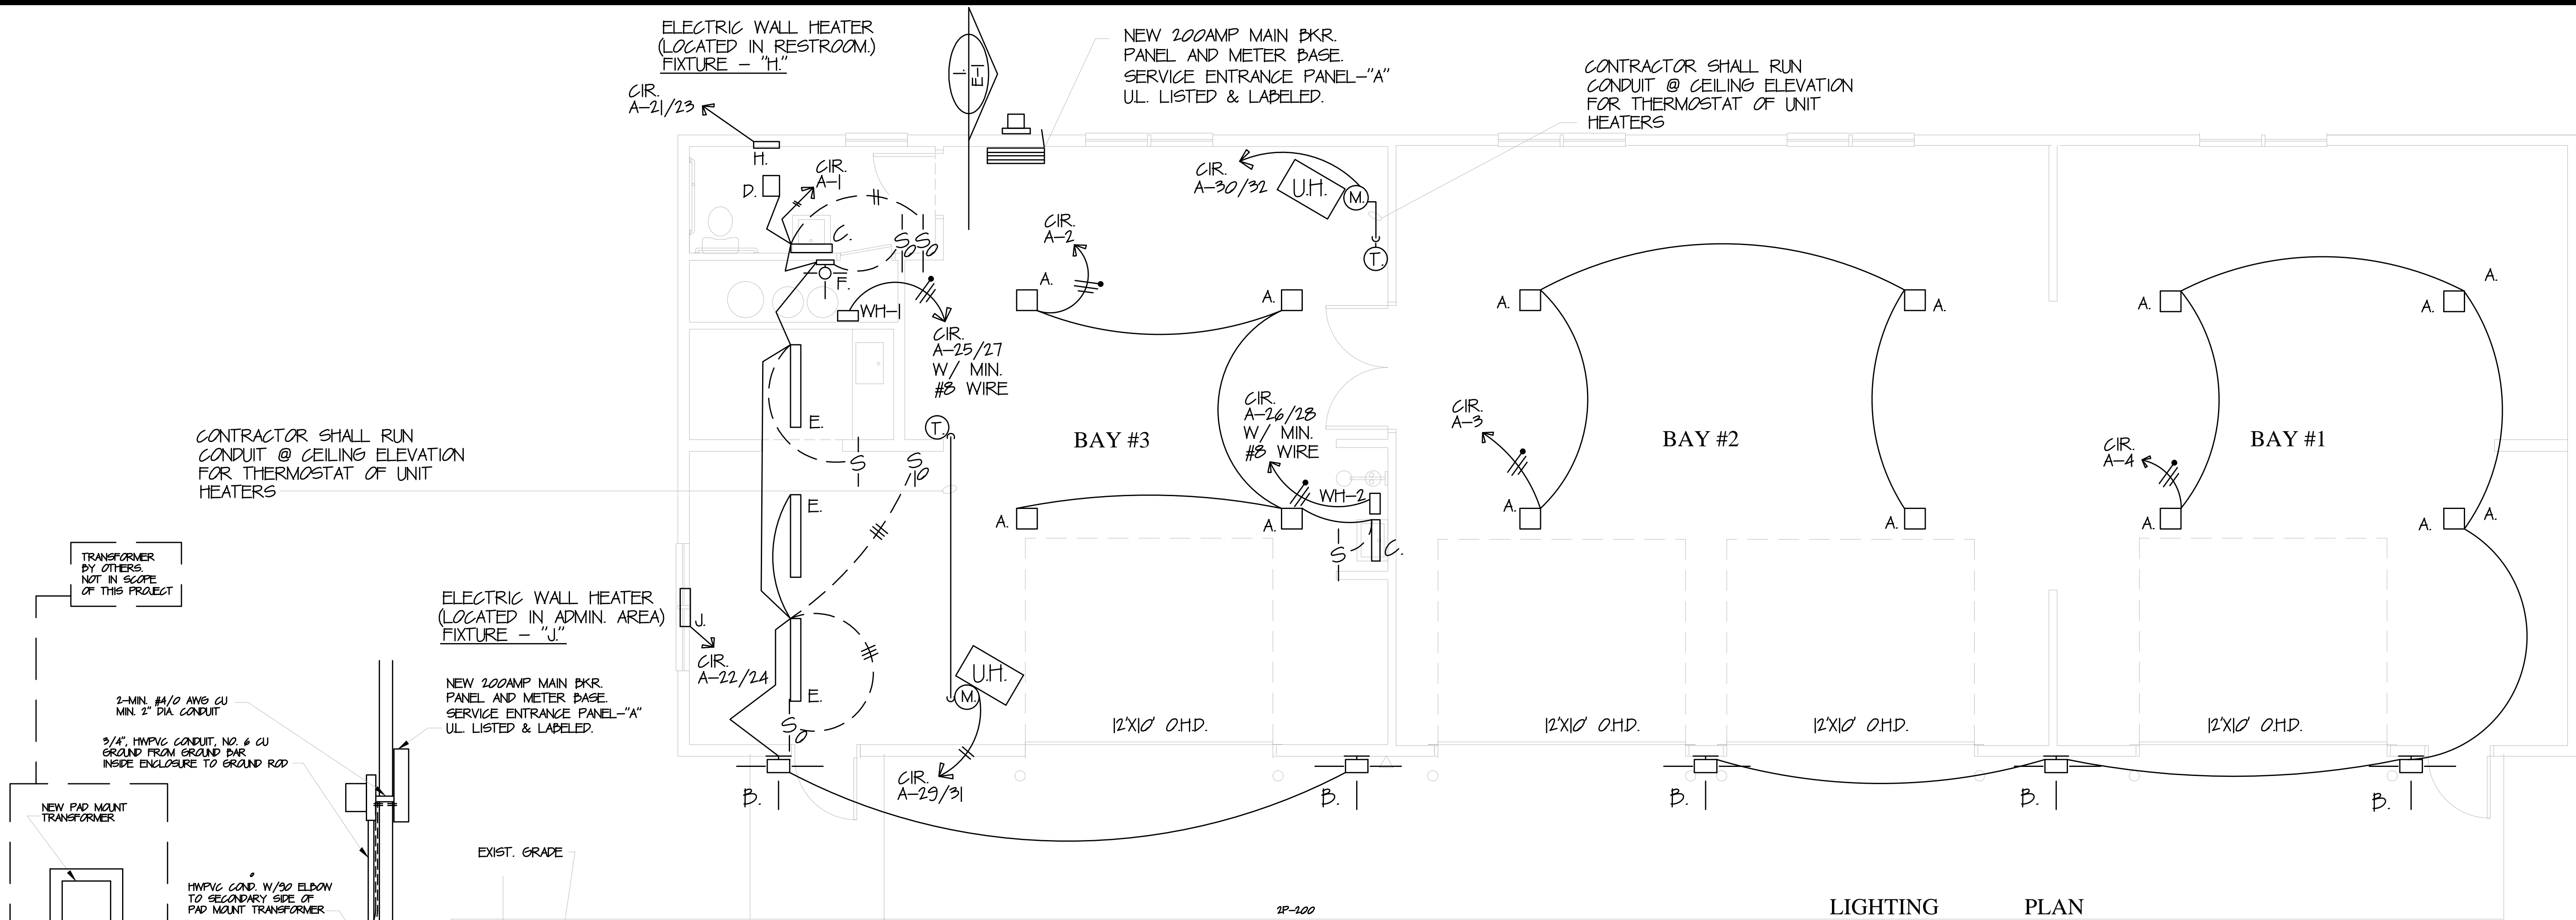 ELECTRIC WALL HEATER
(LOCATED IN RESTROOM.)
FIXTURE - "H."
1.
E-1
NEW 200AMP MAIN BKR.
PANEL AND METER BASE.
SERVICE ENTRANCE PANEL-"A"
U.L. LISTED & LABELED.
CONTRACTOR SHALL RUN
CONDUIT @ CEILING ELEVATION
FOR THERMOSTAT OF UNIT
HEATERS
CIR.
A-21/23
H.
D.
CIR.
A-1
C.
S
S
F.
WH-1
CIR.
A-25/27
W/ MIN.
#8 WIRE
CIR.
A-2
CIR.
A-30/32
U.H.
M.
T.
A.
A.
A.
A.
A.
A.
A.
A.
E.
T.
BAY #3
CIR.
A-26/28
W/ MIN.
#8 WIRE
CIR.
A-3
BAY #2
CIR.
A-4
BAY #1
CONTRACTOR SHALL RUN
CONDUIT @ CEILING ELEVATION
FOR THERMOSTAT OF UNIT
HEATERS
S
S
E.
WH-2
A.
A.
S
C.
A.
A.
A.
A.
A.
TRANSFORMER
BY OTHERS.
NOT IN SCOPE
OF THIS PROJECT
ELECTRIC WALL HEATER
(LOCATED IN ADMIN. AREA)
FIXTURE - "J."
J.
CIR.
A-22/24
E.
S
U.H.
M.
CIR.
A-29/31
12'X10' O.H.D.
12'X10' O.H.D.
12'X10' O.H.D.
12'X10' O.H.D.
NEW 200AMP MAIN BKR.
PANEL AND METER BASE.
SERVICE ENTRANCE PANEL-"A"
UL. LISTED & LABELED.
2-MIN. #4/0 AWG CU
MIN. 2" DIA. CONDUIT
3/4", HWPVC CONDUIT, NO. 6 CU
GROUND FROM GROUND BAR
INSIDE ENCLOSURE TO GROUND ROD
B.
B.
B.
B.
B.
NEW PAD MOUNT
TRANSFORMER
EXIST. GRADE
HWPVC COND. W/90 ELBOW
TO SECONDARY SIDE OF
PAD MOUNT TRANSFORMER
2P-200
LIGHTING PLAN